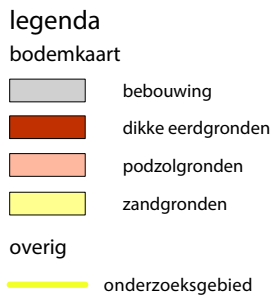 legenda
bodemkaart
bebouwing
dikke eerdgronden
podzolgronden
zandgronden
overig
onderzoeksgebied